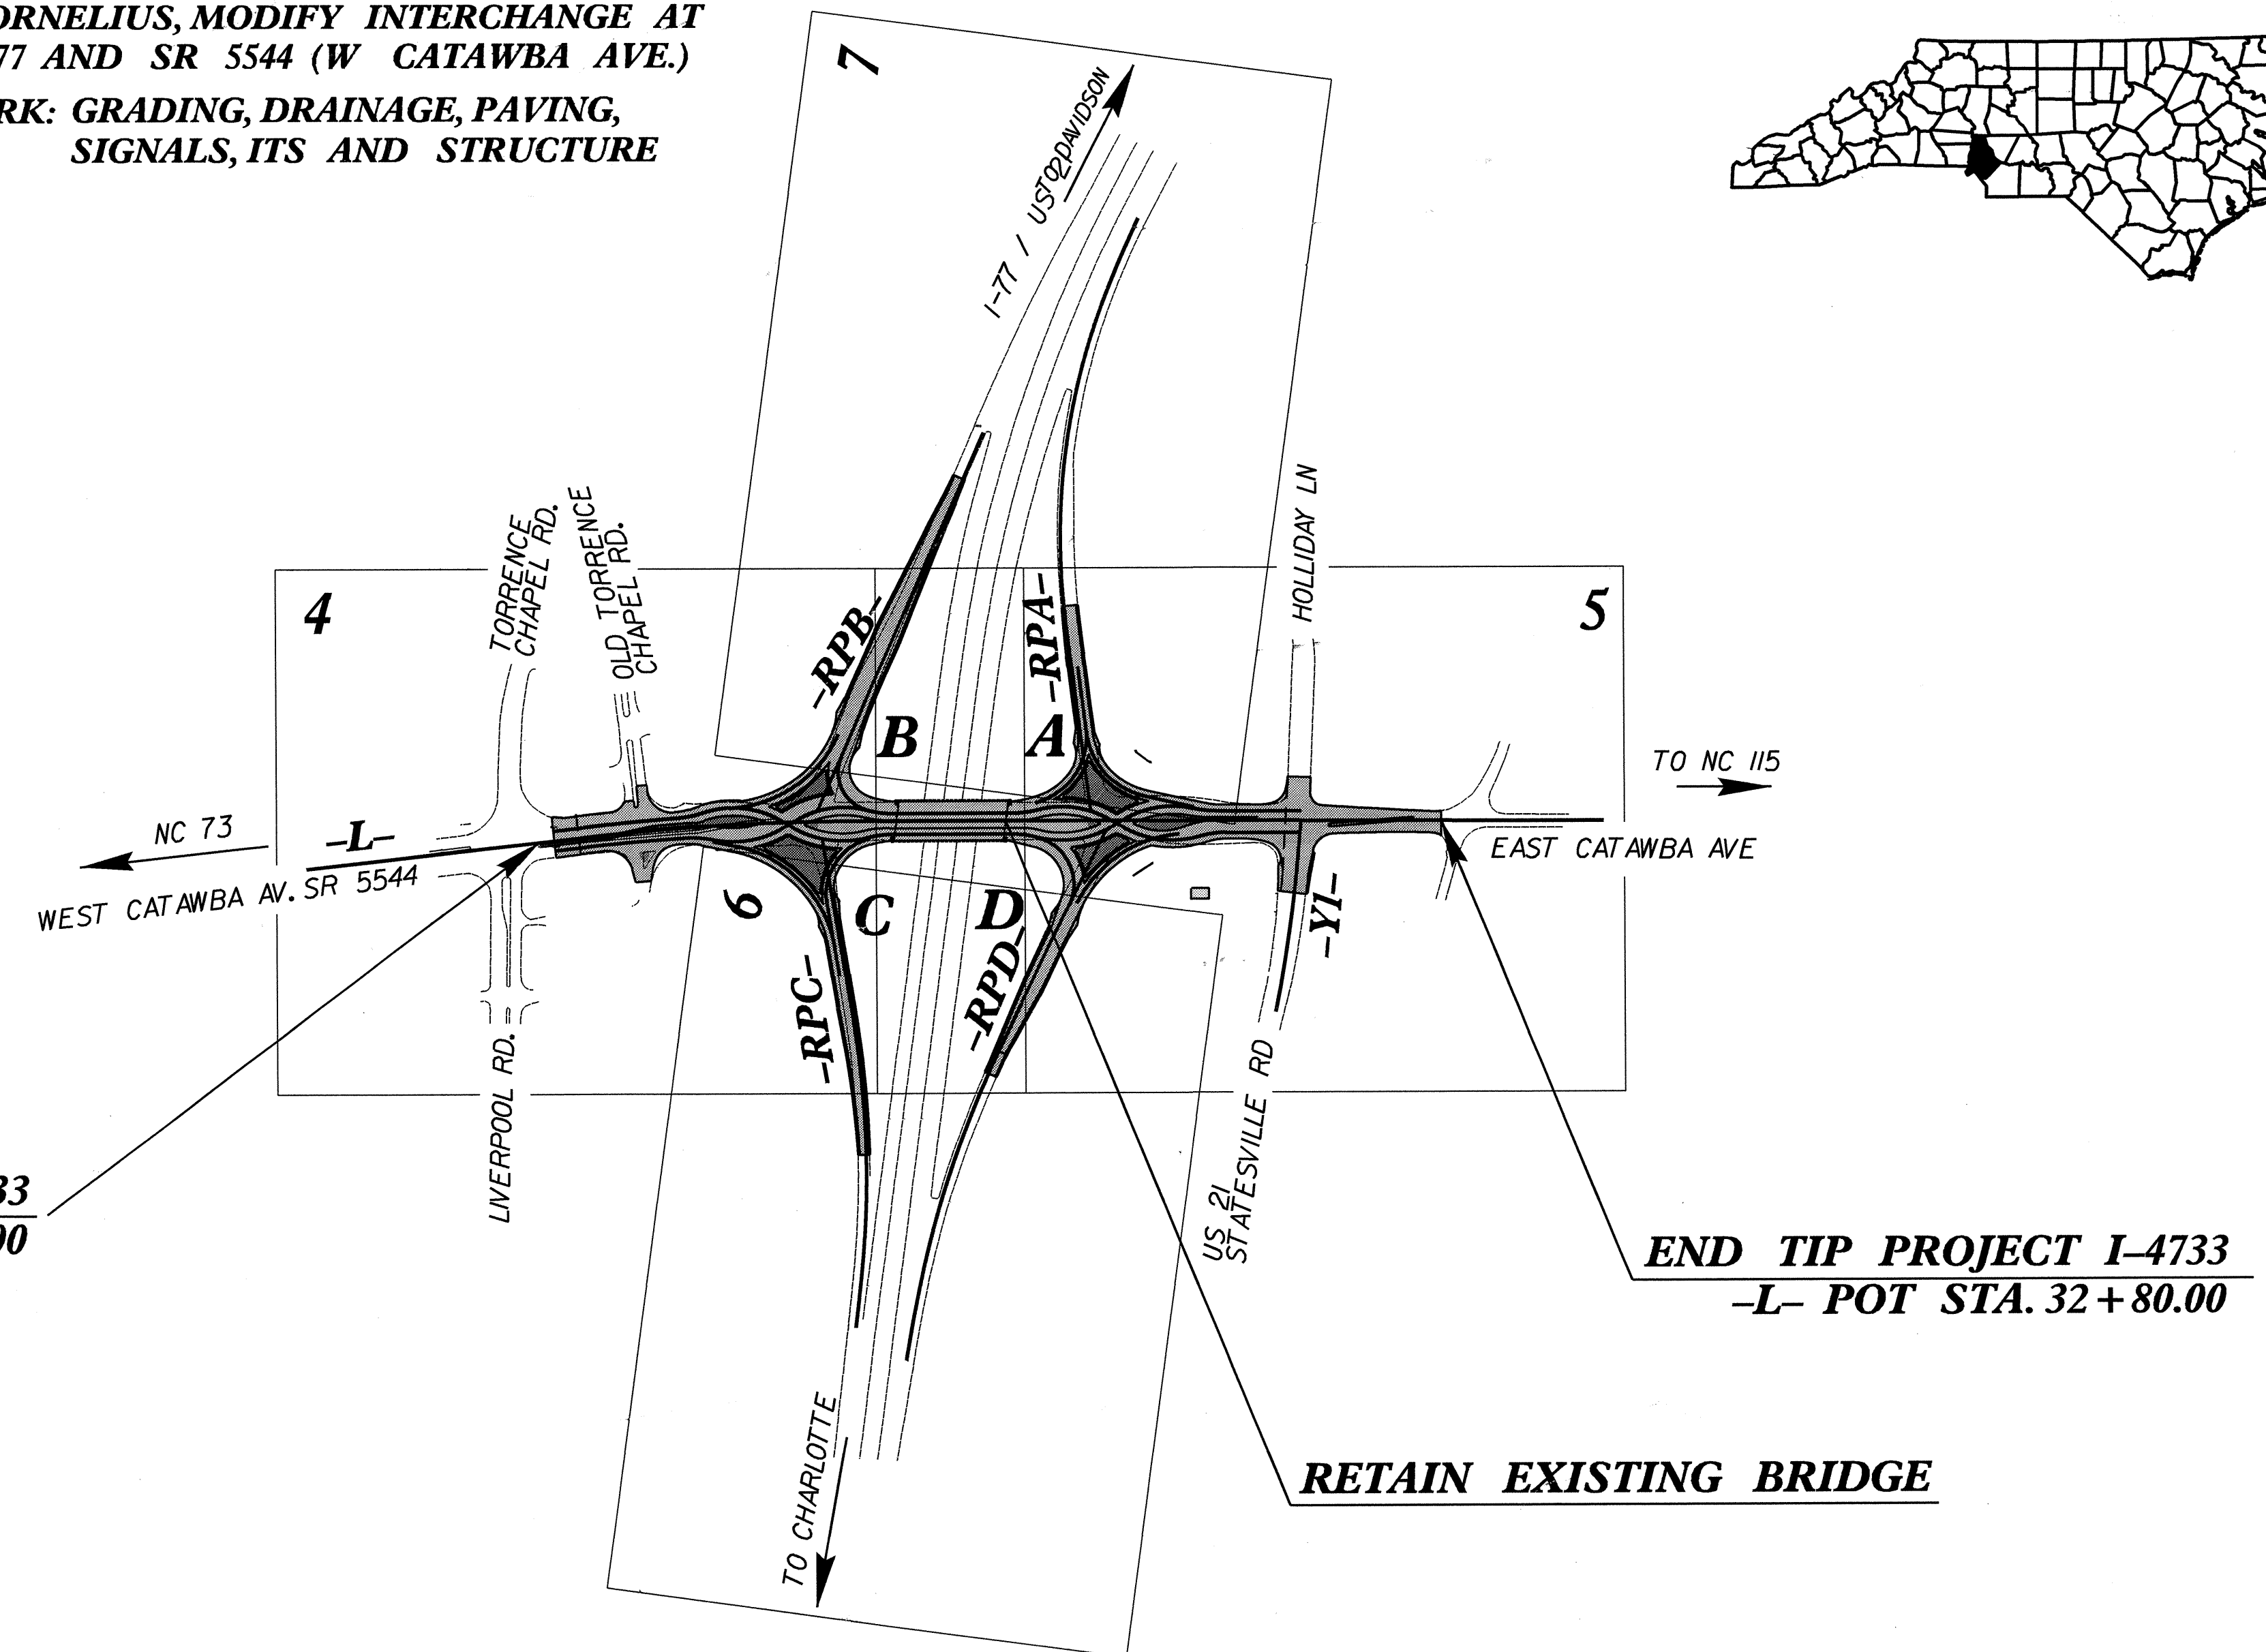 ORNELIUS, MODIFY INTERCHANGE AT
77 AND SR 5544 (W CATAWBA AVE.)
RK: GRADING, DRAINAGE, PAVING,
SIGNALS, ITS AND STRUCTURE
7
TO DAVIDSON
I-77 / US 21
TORRENCE
CHAPEL RD.
OLD TORRENCE
CHAPEL RD.
HOLLIDAY LN
4
5
-RPB-
-RPA-
B
A
TO NC 115
NC 73
-L-
WEST CATAWBA AV. SR 5544
EAST CATAWBA AVE
6
C
D
-Y1-
-RPC-
-RPD-
LIVERPOOL RD.
US 21
STATESVILLE RD
33
00
END TIP PROJECT I-4733
-L- POT STA. 32+80.00
TO CHARLOTTE
RETAIN EXISTING BRIDGE